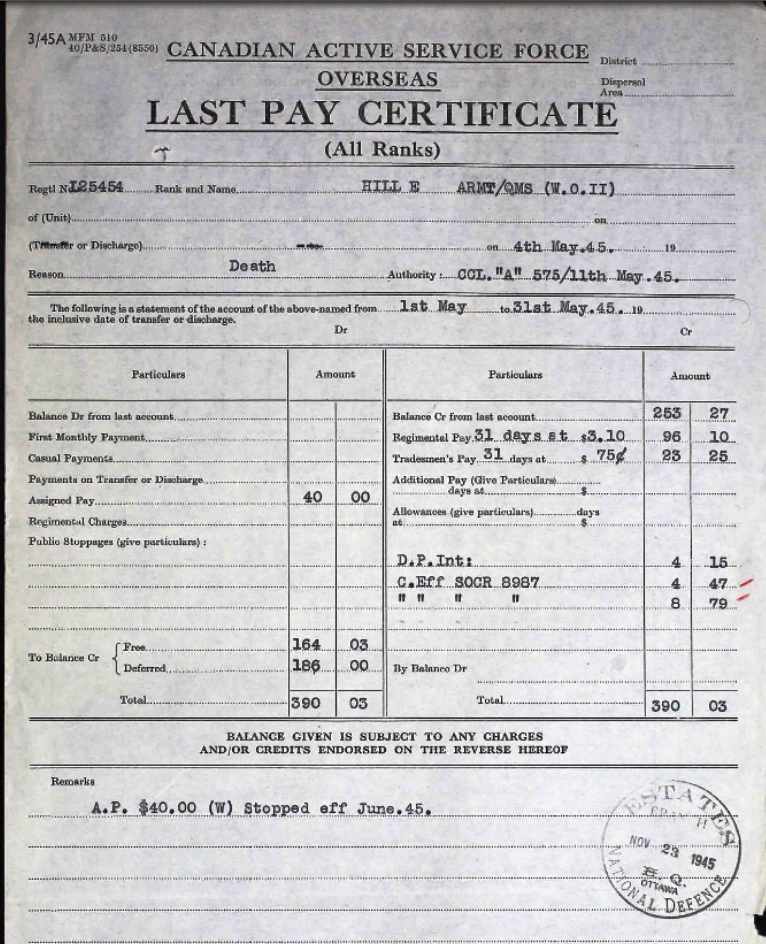 3/45A MFM 510
40/P&S/254 (8550)
CANADIAN ACTIVE SERVICE FORCE
District
OVERSEAS
Dispersal
Area
LAST PAY CERTIFICATE
(All Ranks)
Regtl No. L25454 Rank and Name HILL E ARMT/QMS (W.O.II)
of (Unit) on
(Transfer or Discharge) on 4th May.45. 19
Reason Death Authority: CCL."A" 575/11th May.45.
The following is a statement of the account of the above-named from 1st May to 31st May.45. 19
the inclusive date of transfer or discharge.
Dr Cr
Particulars Amount Particulars Amount
Balance Dr from last account Balance Cr from last account 253 27
First Monthly Payment Regimental Pay 31 days at $3.10 96 10
Casual Payments Tradesmen's Pay 31 days at $ 75¢ 23 25
Payments on Transfer or Discharge Additional Pay (Give Particulars)
days at $
Assigned Pay 40 00
Allowances (give particulars) days
Regimental Charges at $
Public Stoppages (give particulars) :
D.P.Int: 4 15
C.Eff SOCR 8987 4 47
" " " " 8 79
To Balance Cr { Free 164 03
Deferred 186 00 By Balance Dr
Total 390 03 Total 390 03
BALANCE GIVEN IS SUBJECT TO ANY CHARGES
AND/OR CREDITS ENDORSED ON THE REVERSE HEREOF
Remarks
A.P. $40.00 (W) Stopped eff June.45.
ESTATES
BRANCH
NOV 23 1945
H. Q.
OTTAWA
NATIONAL DEFENCE